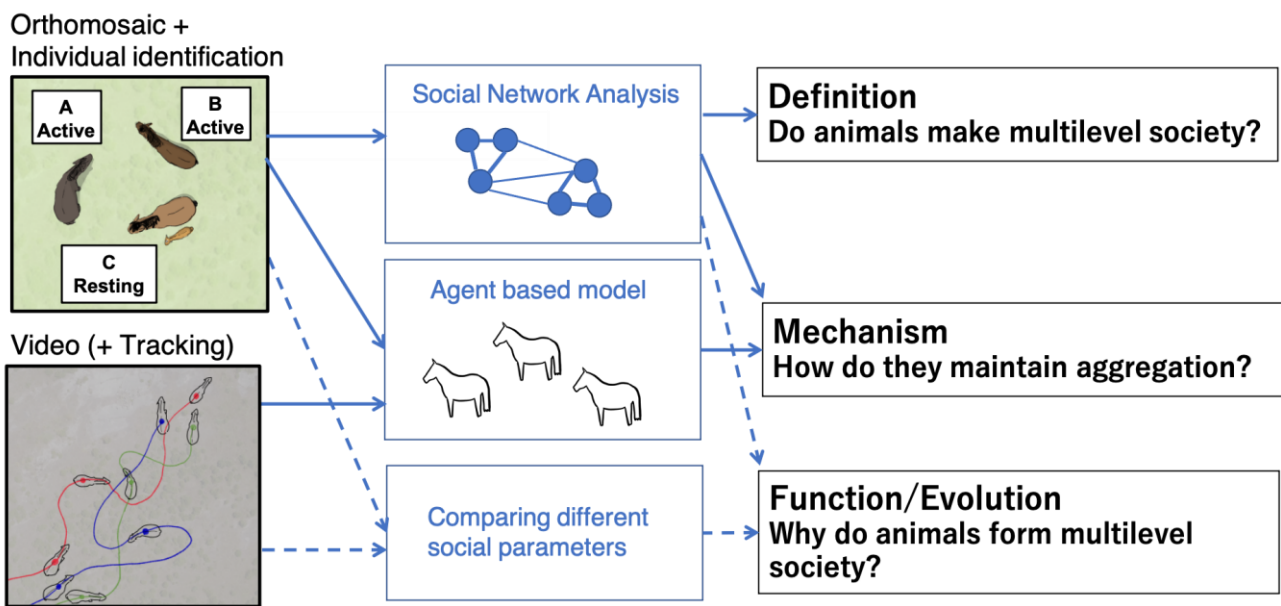 Orthomosaic +
Individual identification
A
Active
B
Active
C
Resting
Video (+ Tracking)
Social Network Analysis
Agent based model
Comparing different
social parameters
Definition
Do animals make multilevel society?
Mechanism
How do they maintain aggregation?
Function/Evolution
Why do animals form multilevel
society?